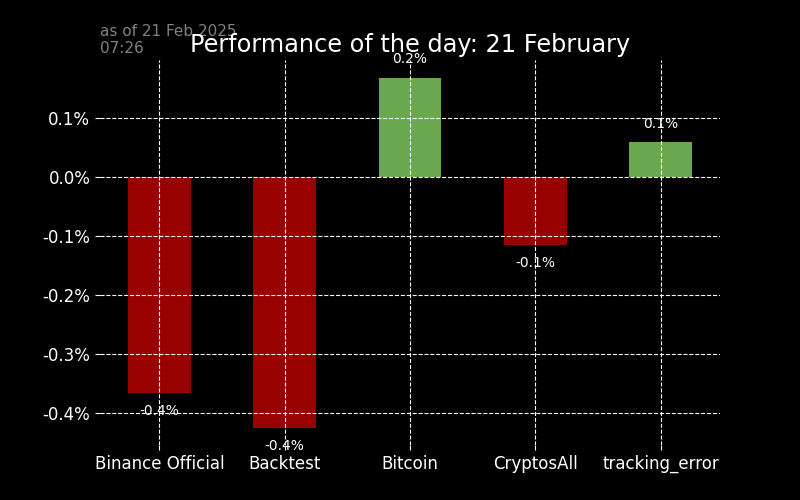 as of 21 Feb 2025
07:26
Performance of the day: 21 February
0.2%
0.1%
0.1%
0.0%
-0.1%
-0.1%
-0.2%
-0.3%
-0.4%
-0.4%
-0.4%
Binance Official
Backtest
Bitcoin
CryptosAll
tracking_error